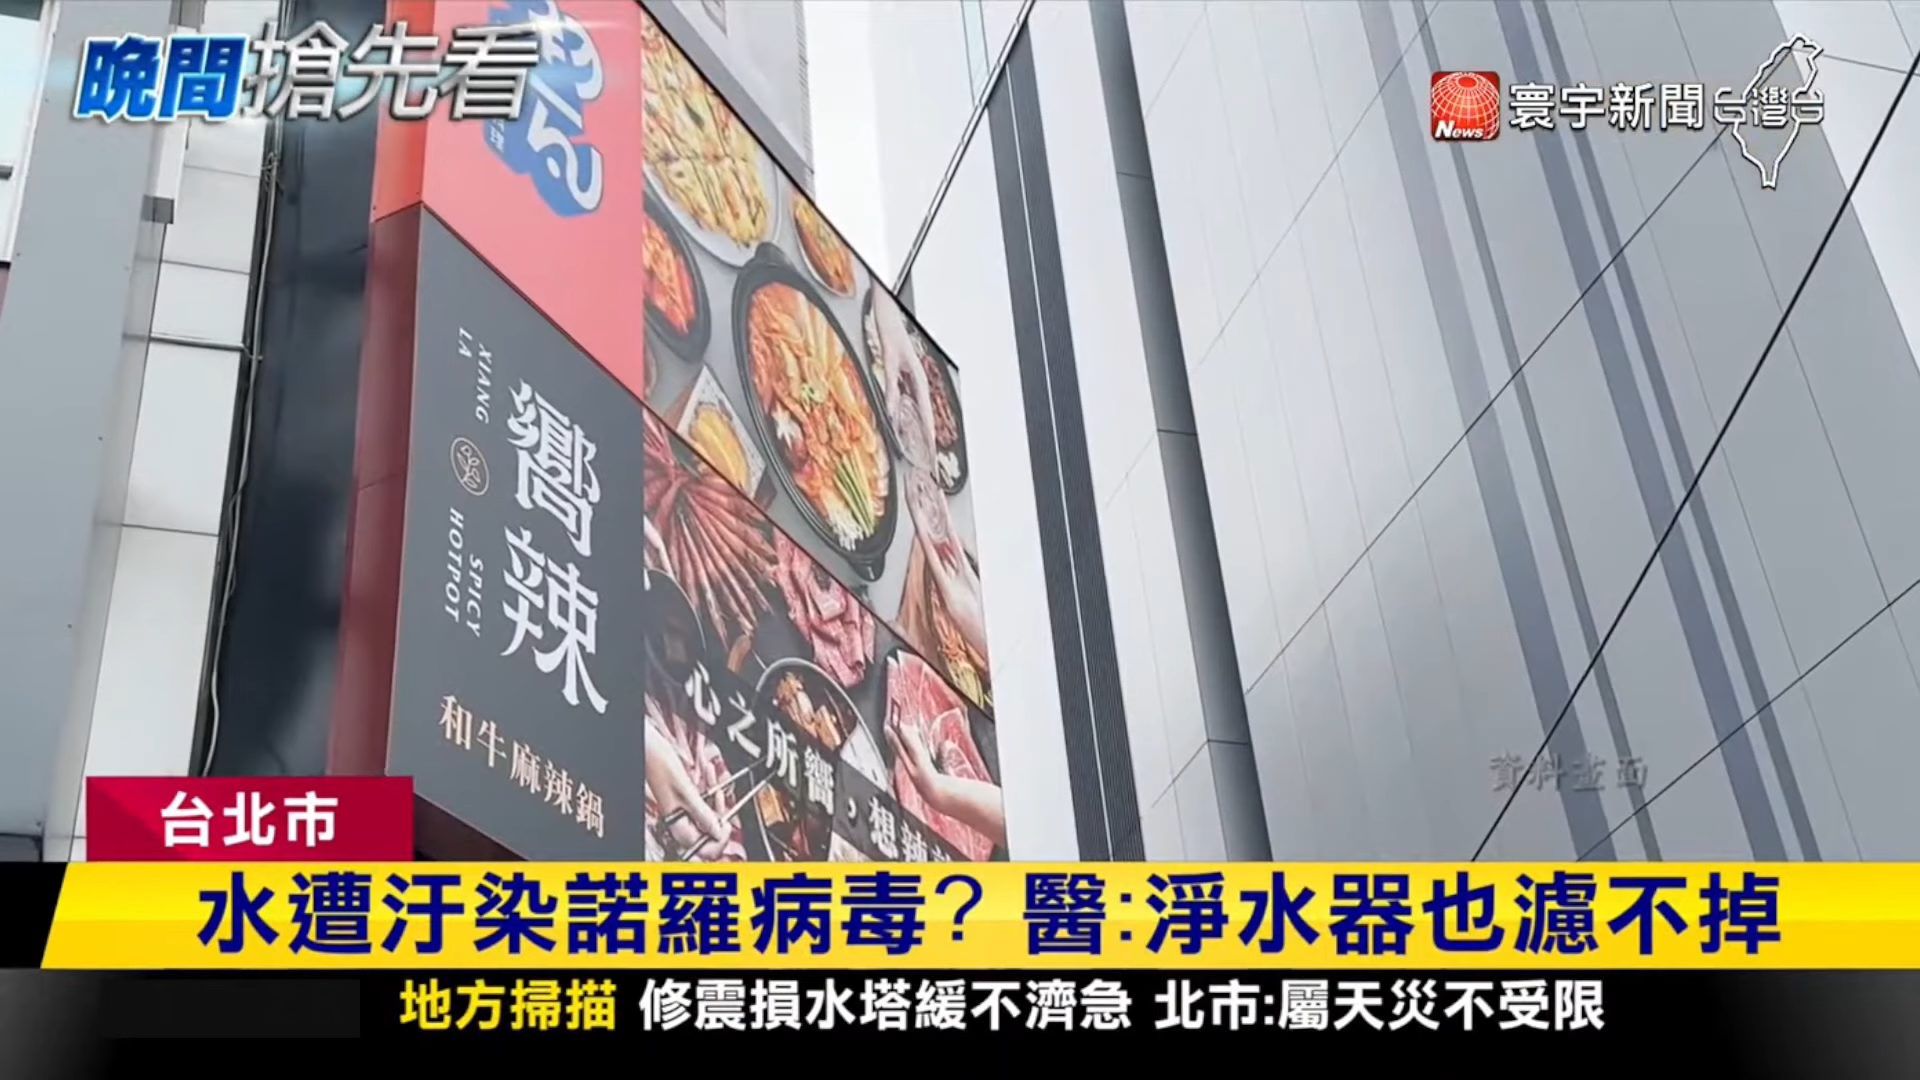 晚間搶先看
News 寰宇新聞 台灣台
XIANG LA
SPICY HOTPOT
嚮辣
和牛麻辣鍋
心之所嚮，想辣
資料畫面
台北市
水遭汙染諾羅病毒? 醫:淨水器也濾不掉
地方掃描 修震損水塔緩不濟急 北市:屬天災不受限